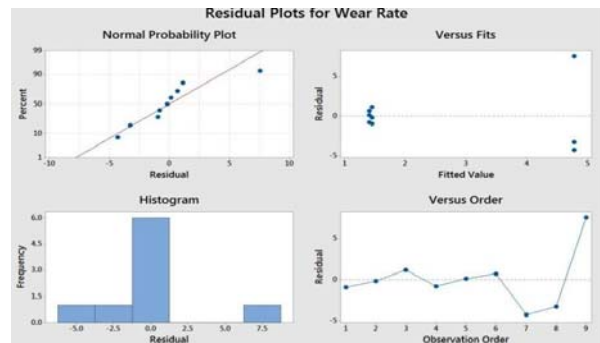 Residual Plots for Wear Rate
Normal Probability Plot
99
90
50
10
1
Percent
-10 -5 0 5 10
Residual
Versus Fits
5
0
-5
Residual
1 2 3 4 5
Fitted Value
Histogram
6.0
4.5
3.0
1.5
0.0
Frequency
-5.0 -2.5 0.0 2.5 5.0 7.5
Residual
Versus Order
5
0
-5
Residual
1 2 3 4 5 6 7 8 9
Observation Order